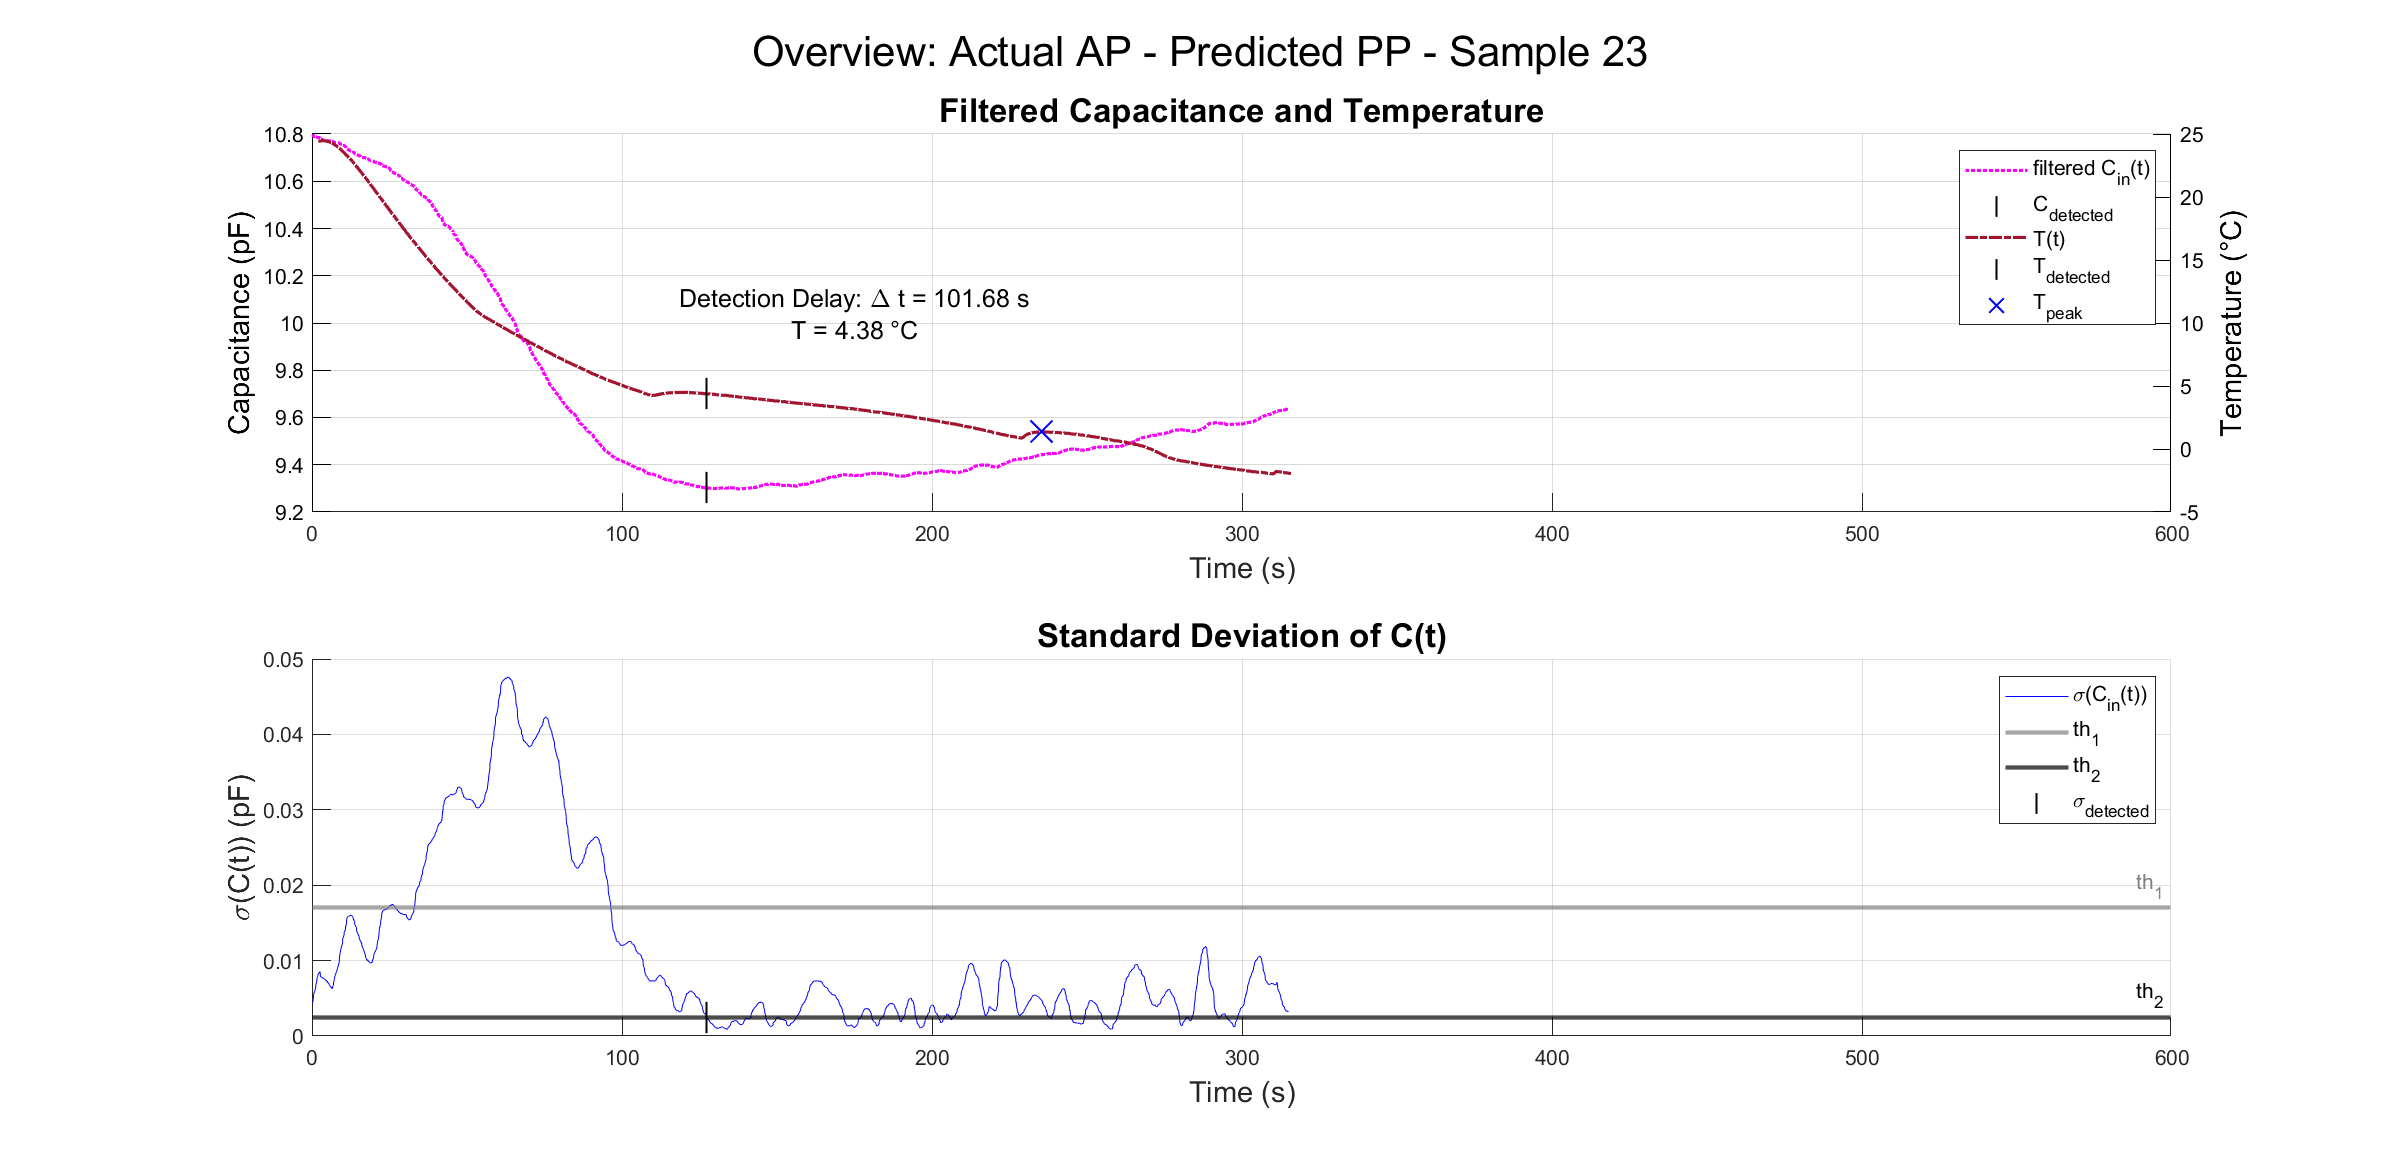 Overview: Actual AP - Predicted PP - Sample 23
Filtered Capacitance and Temperature
Capacitance (pF)
10.8
10.6
10.4
10.2
10
9.8
9.6
9.4
9.2
Detection Delay: Δ t = 101.68 s
T = 4.38 °C
filtered C_in(t)
C_detected
T(t)
T_detected
T_peak
25
20
15
10
5
0
-5
Temperature (°C)
0 100 200 300 400 500 600
Time (s)
Standard Deviation of C(t)
σ(C(t)) (pF)
0.05
0.04
0.03
0.02
0.01
0
σ(C_in(t))
th_1
th_2
σ_detected
th_1
th_2
0 100 200 300 400 500 600
Time (s)